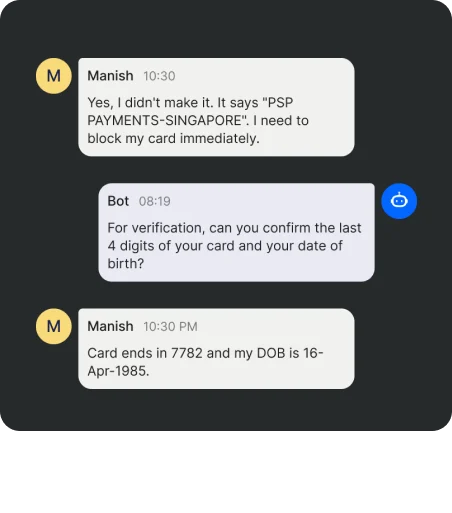 M
Manish 10:30
Yes, I didn't make it. It says "PSP
PAYMENTS-SINGAPORE". I need to
block my card immediately.
Bot 08:19
For verification, can you confirm the last
4 digits of your card and your date of
birth?
M
Manish 10:30 PM
Card ends in 7782 and my DOB is 16-
Apr-1985.